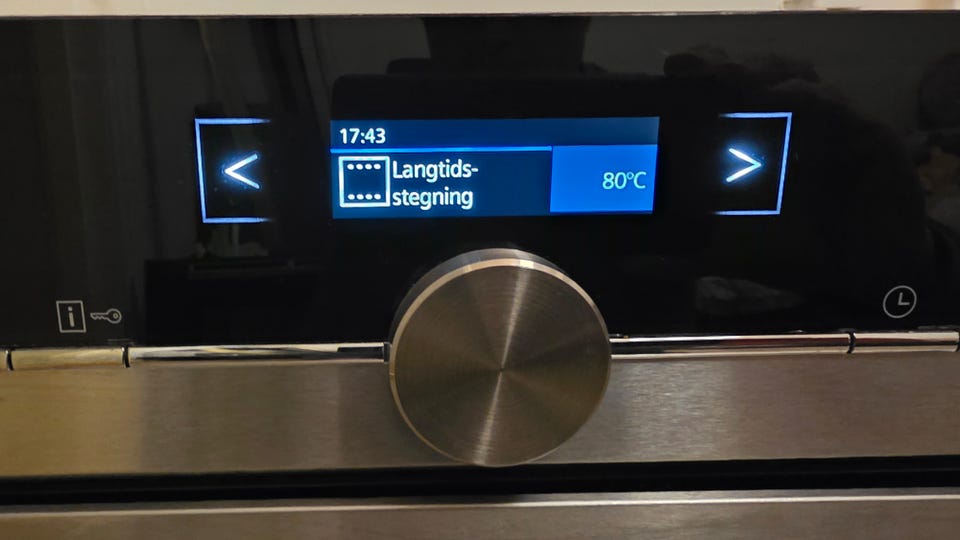 17:43
Langtids-
stegning
80°C
i